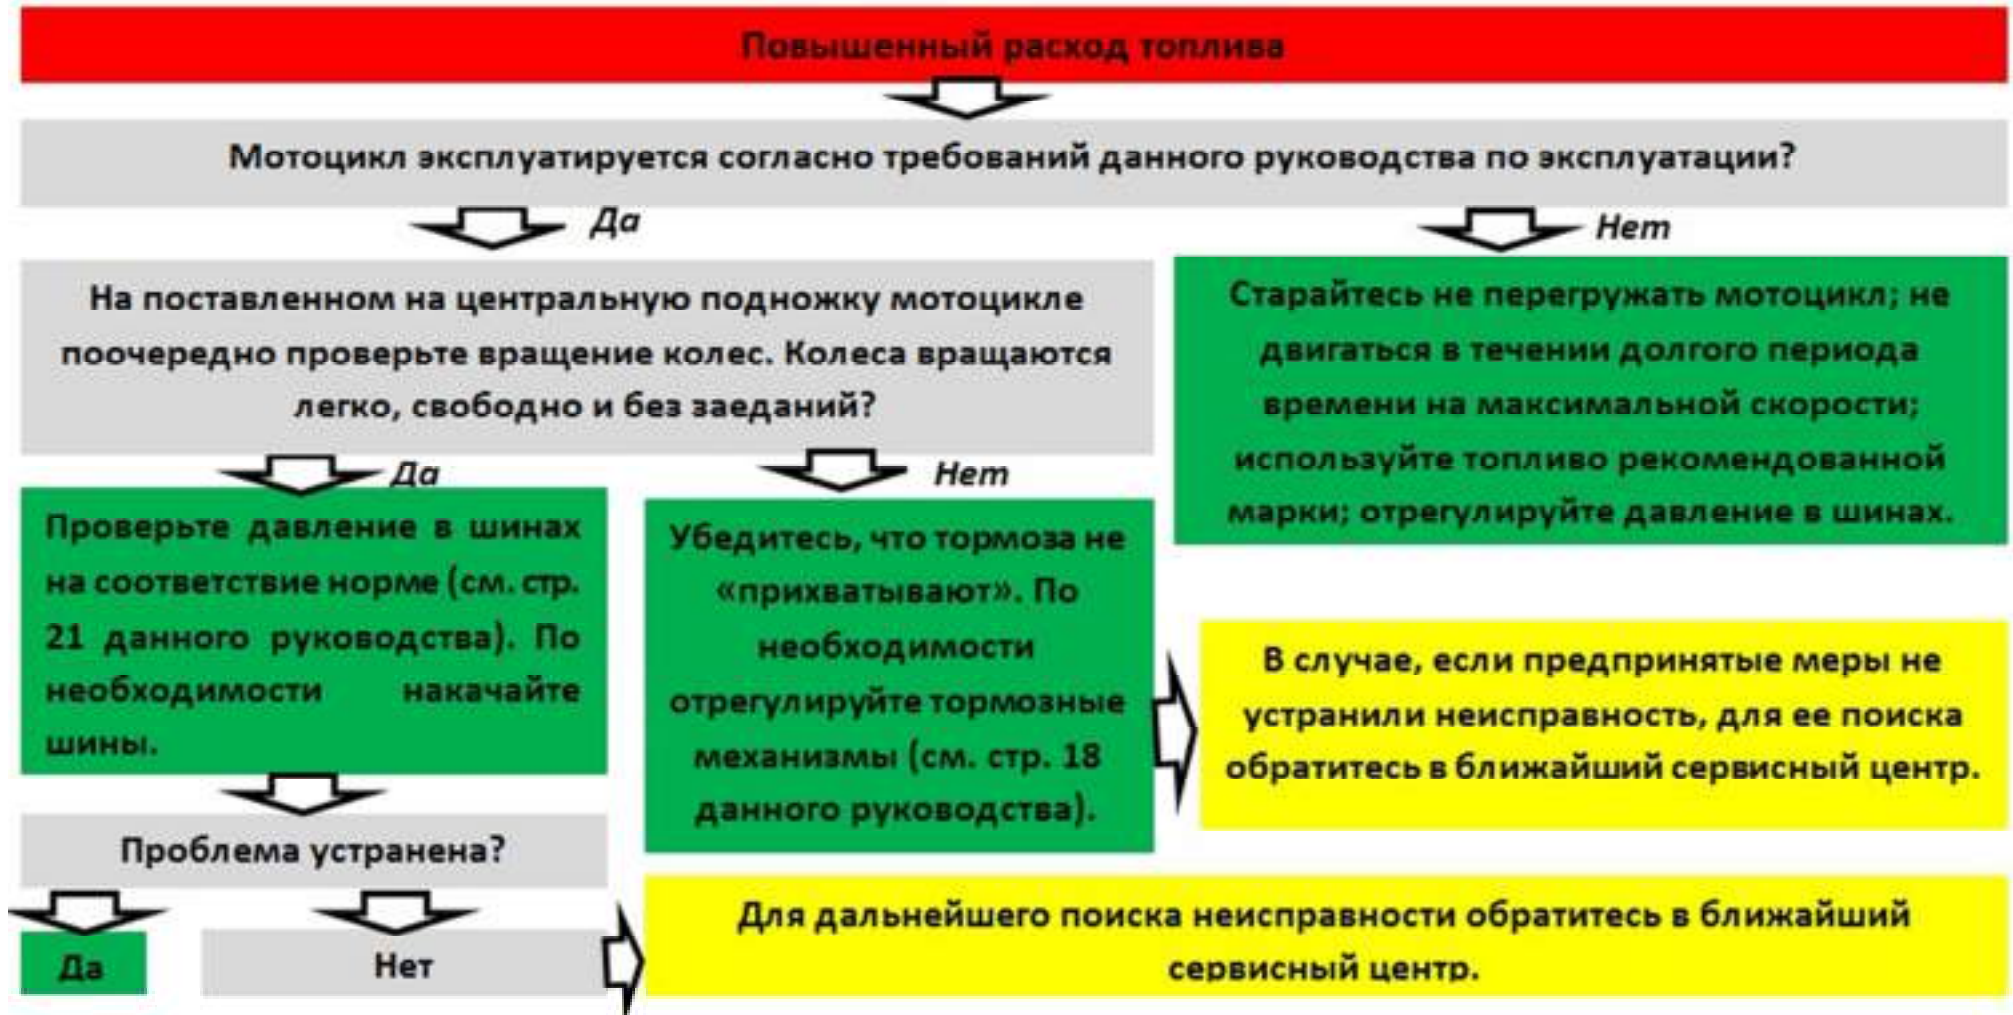 Повышенный расход топлива
Мотоцикл эксплуатируется согласно требований данного руководства по эксплуатации?
Да
Нет
На поставленном на центральную подножку мотоцикле
поочередно проверьте вращение колес. Колеса вращаются
легко, свободно и без заеданий?
Старайтесь не перегружать мотоцикл; не
двигаться в течении долгого периода
времени на максимальной скорости;
используйте топливо рекомендованной
марки; отрегулируйте давление в шинах.
Да
Нет
Проверьте давление в шинах
на соответствие норме (см. стр.
21 данного руководства). По
необходимости накачайте
шины.
Убедитесь, что тормоза не
«прихватывают». По
необходимости
отрегулируйте тормозные
механизмы (см. стр. 18
данного руководства).
В случае, если предпринятые меры не
устранили неисправность, для ее поиска
обратитесь в ближайший сервисный центр.
Проблема устранена?
Да
Нет
Для дальнейшего поиска неисправности обратитесь в ближайший
сервисный центр.